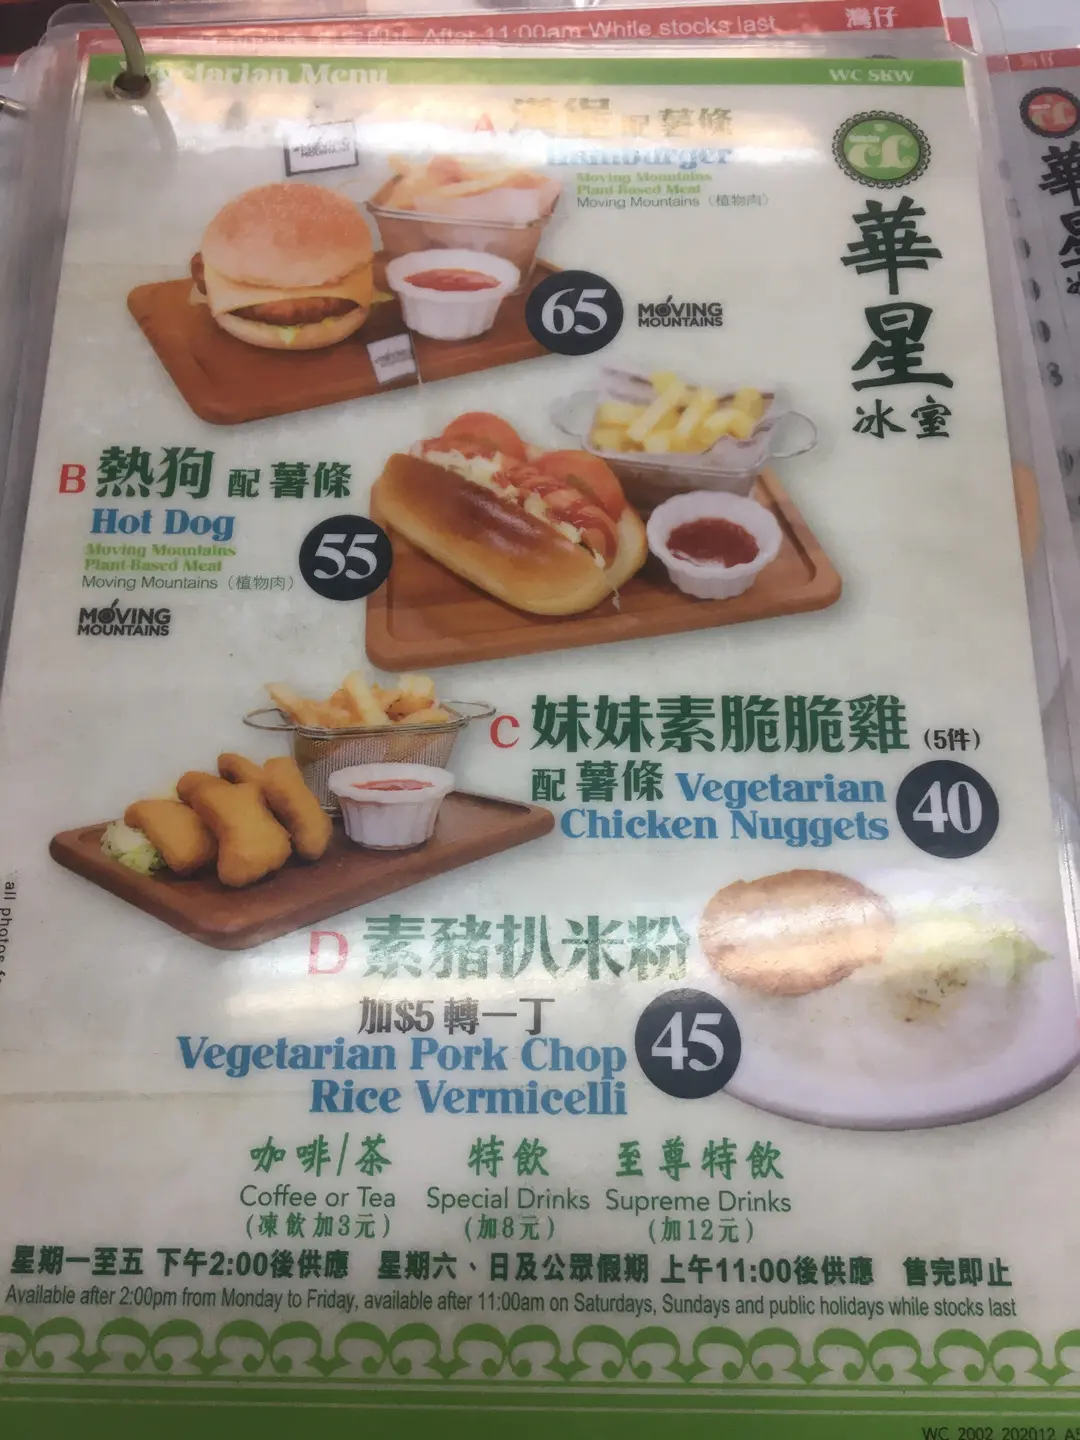 After 11:00am While stocks last
灣仔
Vegetarian Menu
WC SKW
A 漢堡 配 薯條
Hamburger
Moving Mountains
Plant-Based Meat
Moving Mountains（植物肉）
65
MOVING
MOUNTAINS
華星
冰室
B 熱狗 配 薯條
Hot Dog
Moving Mountains
Plant-Based Meat
Moving Mountains（植物肉）
55
MOVING
MOUNTAINS
C 妹妹素脆脆雞 (5件)
配 薯條 Vegetarian
Chicken Nuggets
40
D 素豬扒米粉
加$5 轉一丁
Vegetarian Pork Chop
Rice Vermicelli
45
咖啡/茶 特飲 至尊特飲
Coffee or Tea Special Drinks Supreme Drinks
(凍飲加3元) (加8元) (加12元)
星期一至五 下午2:00後供應 星期六、日及公眾假期 上午11:00後供應 售完即止
Available after 2:00pm from Monday to Friday, available after 11:00am on Saturdays, Sundays and public holidays while stocks last
all photos
WC_2002_202012_A5